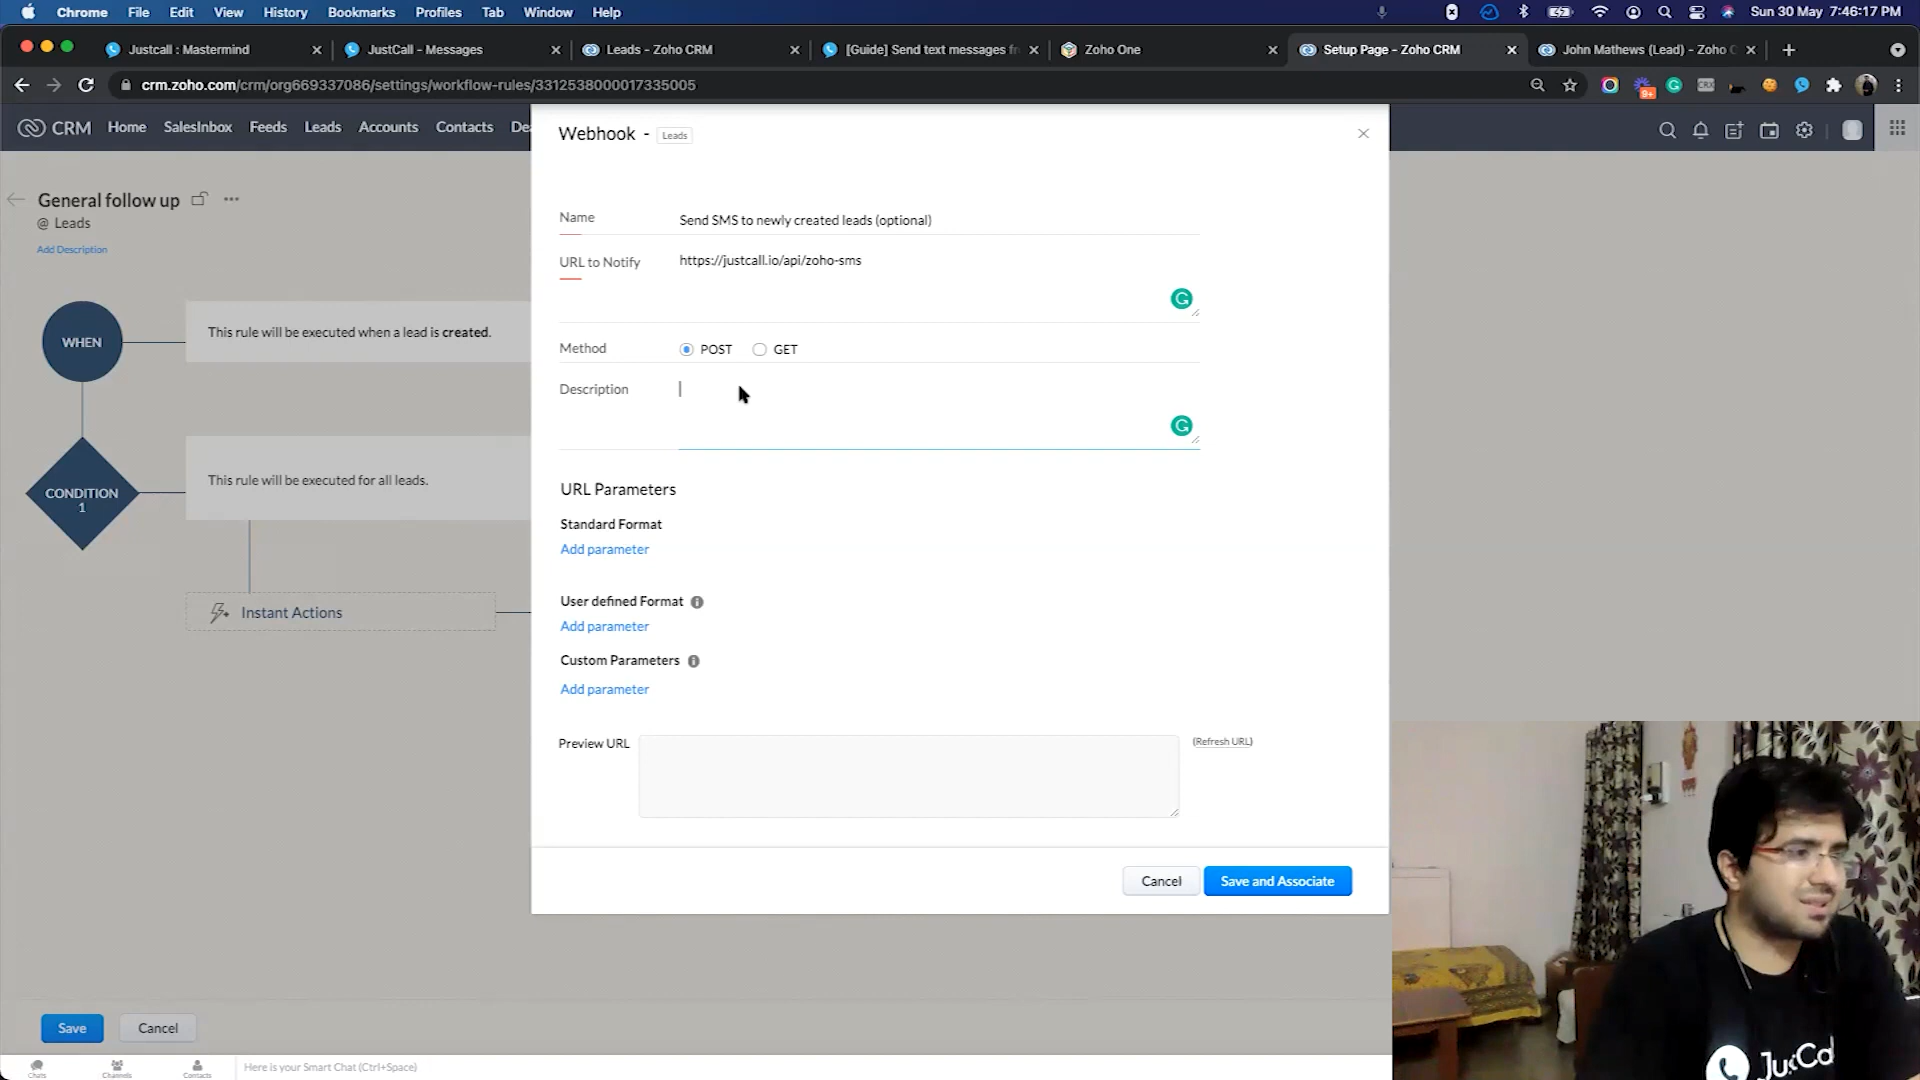 Chrome File Edit View History Bookmarks Profiles Tab Window Help
Sun 30 May 7:46:17 PM
Justcall : Mastermind
JustCall - Messages
Leads - Zoho CRM
[Guide] Send text messages fr
Zoho One
Setup Page - Zoho CRM
John Mathews (Lead) - Zoho C
crm.zoho.com/crm/org669337086/settings/workflow-rules/3312538000017335005
9+
CRM Home SalesInbox Feeds Leads Accounts Contacts Dea
Webhook - Leads
General follow up
@ Leads
Add Description
WHEN
This rule will be executed when a lead is created.
CONDITION
1
This rule will be executed for all leads.
Instant Actions
Name Send SMS to newly created leads (optional)
URL to Notify https://justcall.io/api/zoho-sms
Method POST GET
Description
URL Parameters
Standard Format
Add parameter
User defined Format
Add parameter
Custom Parameters
Add parameter
Preview URL
(Refresh URL)
Cancel Save and Associate
Save Cancel
Chats Channels Contacts
Here is your Smart Chat (Ctrl+Space)